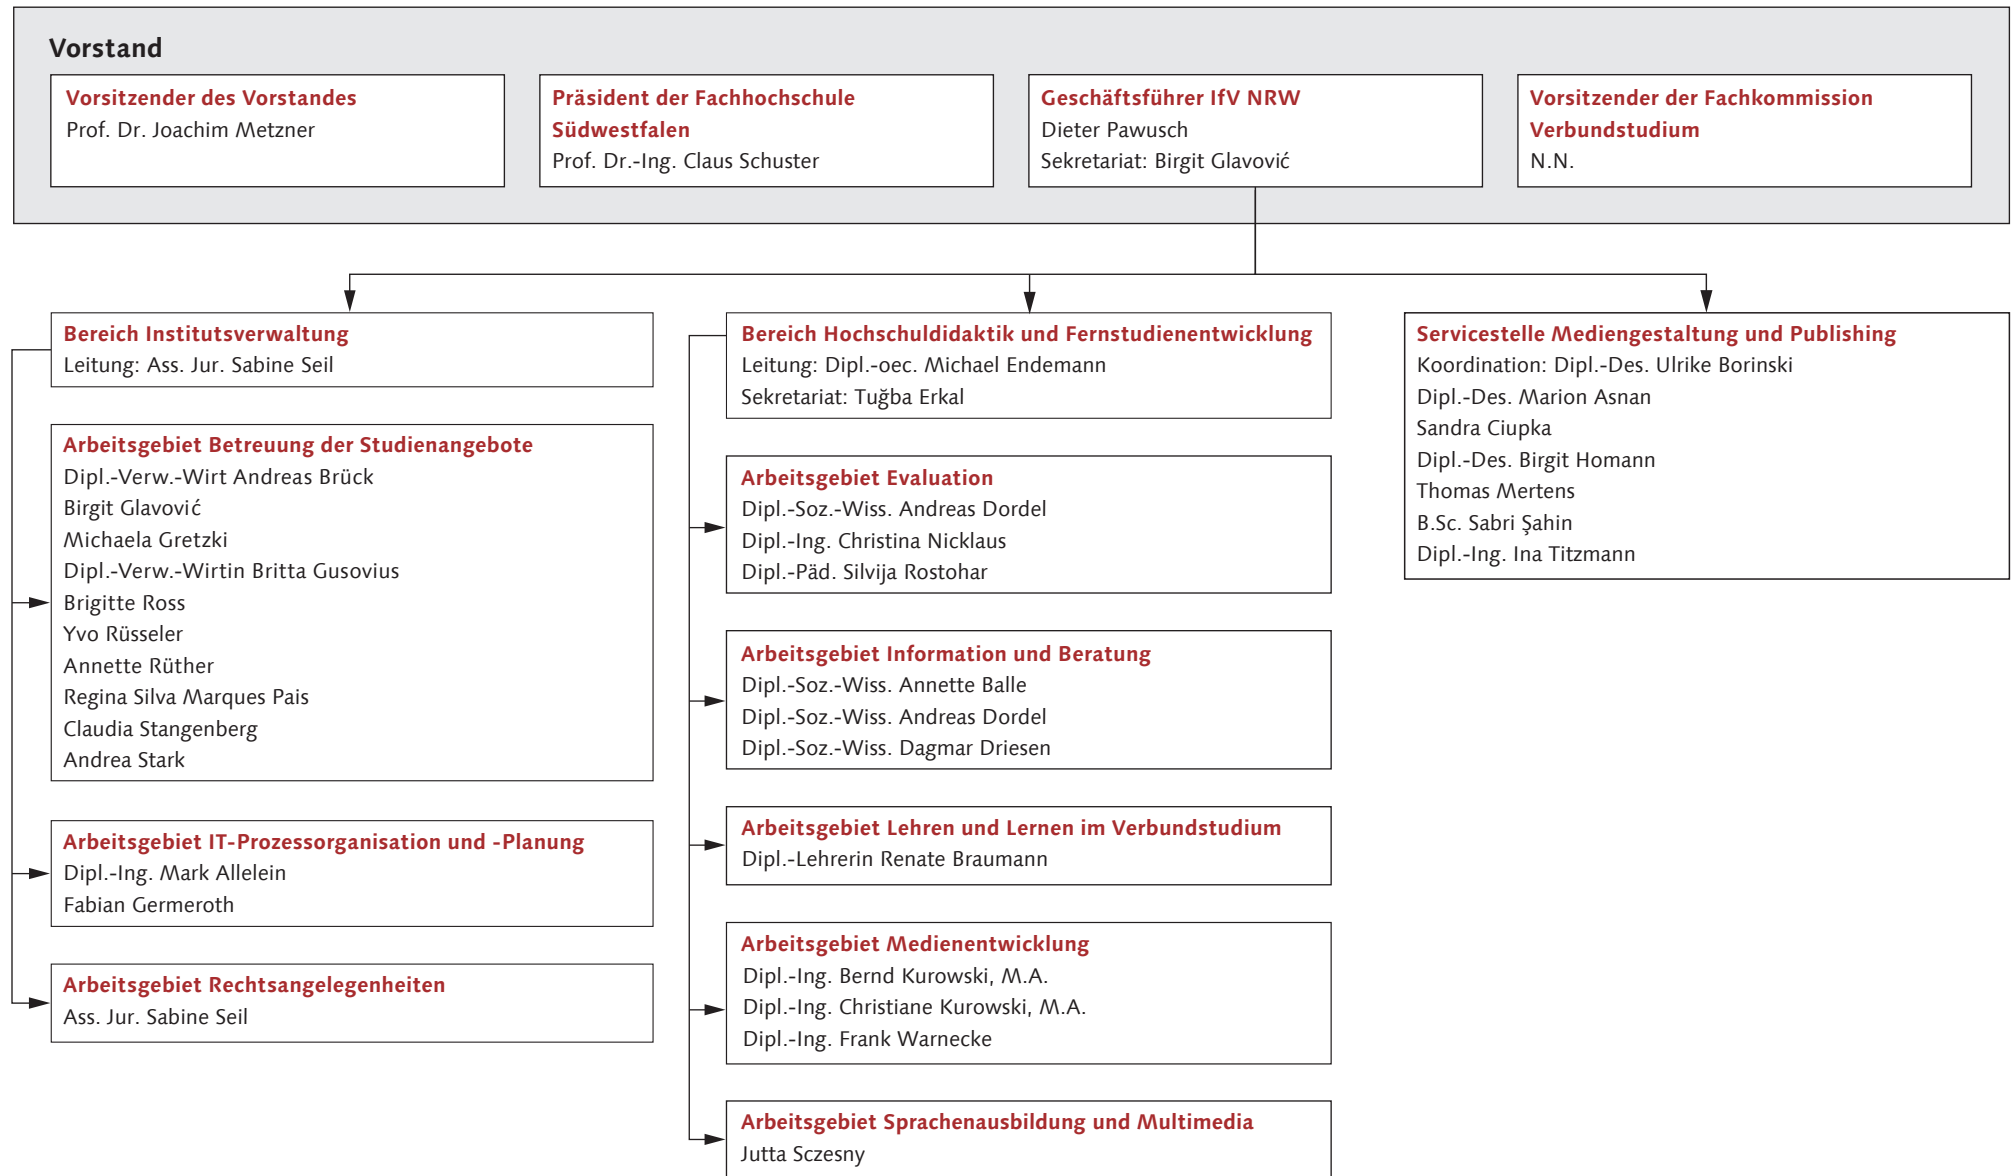 Vorstand
Vorsitzender des Vorstandes
Prof. Dr. Joachim Metzner
Präsident der Fachhochschule
Südwestfalen
Prof. Dr.-Ing. Claus Schuster
Geschäftsführer IfV NRW
Dieter Pawusch
Sekretariat: Birgit Glavović
Vorsitzender der Fachkommission
Verbundstudium
N.N.
Bereich Institutsverwaltung
Leitung: Ass. Jur. Sabine Seil
Arbeitsgebiet Betreuung der Studienangebote
Dipl.-Verw.-Wirt Andreas Brück
Birgit Glavović
Michaela Gretzki
Dipl.-Verw.-Wirtin Britta Gusovius
Brigitte Ross
Yvo Rüsseler
Annette Rüther
Regina Silva Marques Pais
Claudia Stangenberg
Andrea Stark
Arbeitsgebiet IT-Prozessorganisation und -Planung
Dipl.-Ing. Mark Allelein
Fabian Germeroth
Arbeitsgebiet Rechtsangelegenheiten
Ass. Jur. Sabine Seil
Bereich Hochschuldidaktik und Fernstudienentwicklung
Leitung: Dipl.-oec. Michael Endemann
Sekretariat: Tuğba Erkal
Arbeitsgebiet Evaluation
Dipl.-Soz.-Wiss. Andreas Dordel
Dipl.-Ing. Christina Nicklaus
Dipl.-Päd. Silvija Rostohar
Arbeitsgebiet Information und Beratung
Dipl.-Soz.-Wiss. Annette Balle
Dipl.-Soz.-Wiss. Andreas Dordel
Dipl.-Soz.-Wiss. Dagmar Driesen
Arbeitsgebiet Lehren und Lernen im Verbundstudium
Dipl.-Lehrerin Renate Braumann
Arbeitsgebiet Medienentwicklung
Dipl.-Ing. Bernd Kurowski, M.A.
Dipl.-Ing. Christiane Kurowski, M.A.
Dipl.-Ing. Frank Warnecke
Arbeitsgebiet Sprachenausbildung und Multimedia
Jutta Sczesny
Servicestelle Mediengestaltung und Publishing
Koordination: Dipl.-Des. Ulrike Borinski
Dipl.-Des. Marion Asnan
Sandra Ciupka
Dipl.-Des. Birgit Homann
Thomas Mertens
B.Sc. Sabri Şahin
Dipl.-Ing. Ina Titzmann